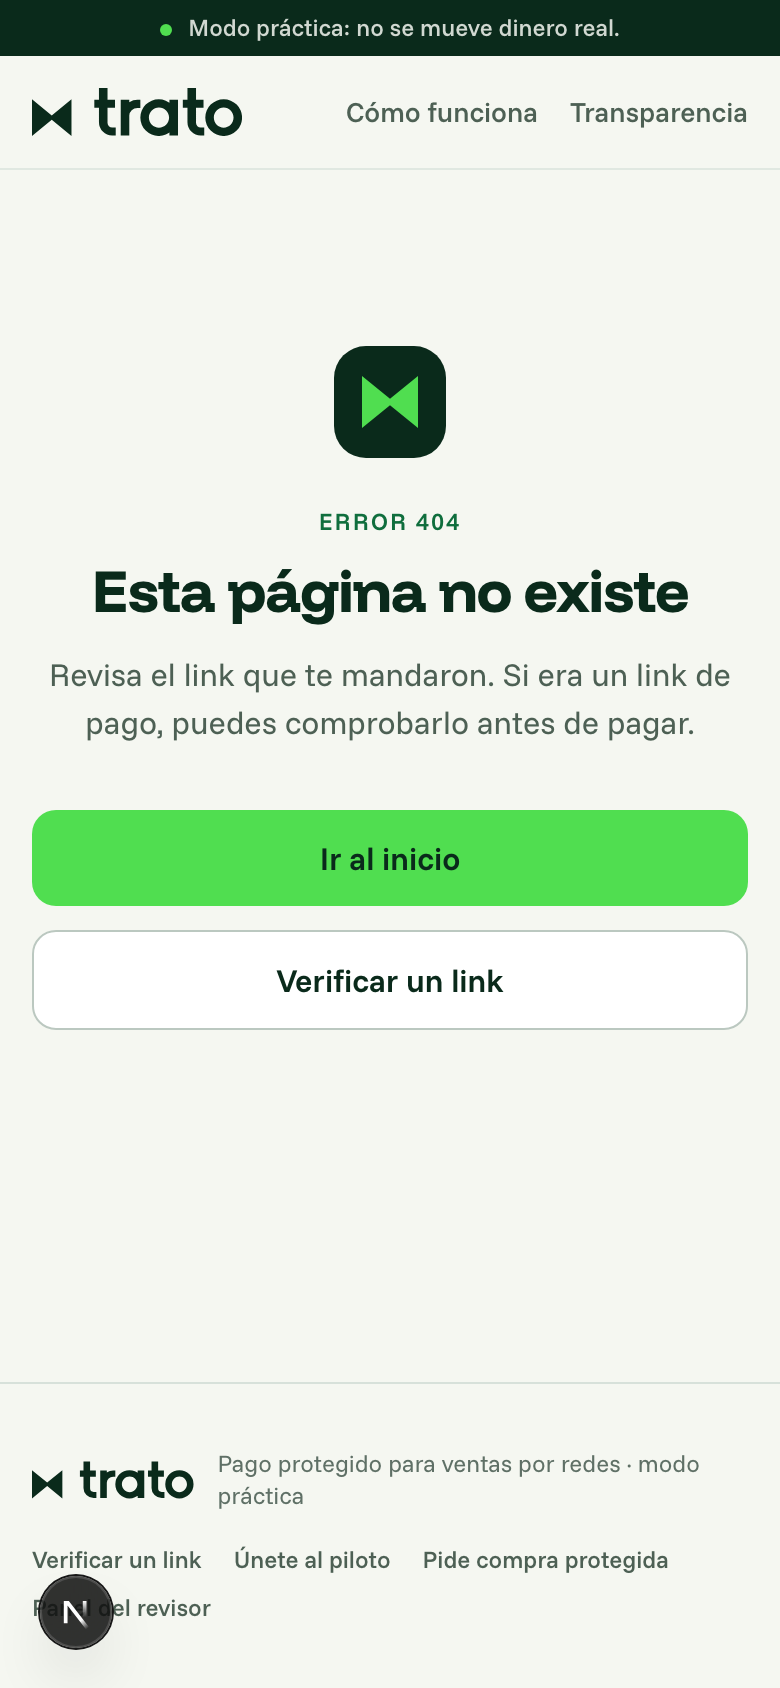 Modo práctica: no se mueve dinero real.
trato
Cómo funciona
Transparencia
ERROR 404
Esta página no existe
Revisa el link que te mandaron. Si era un link de
pago, puedes comprobarlo antes de pagar.
Ir al inicio
Verificar un link
trato
Pago protegido para ventas por redes · modo
práctica
Verificar un link
Únete al piloto
Pide compra protegida
Panel del revisor
N